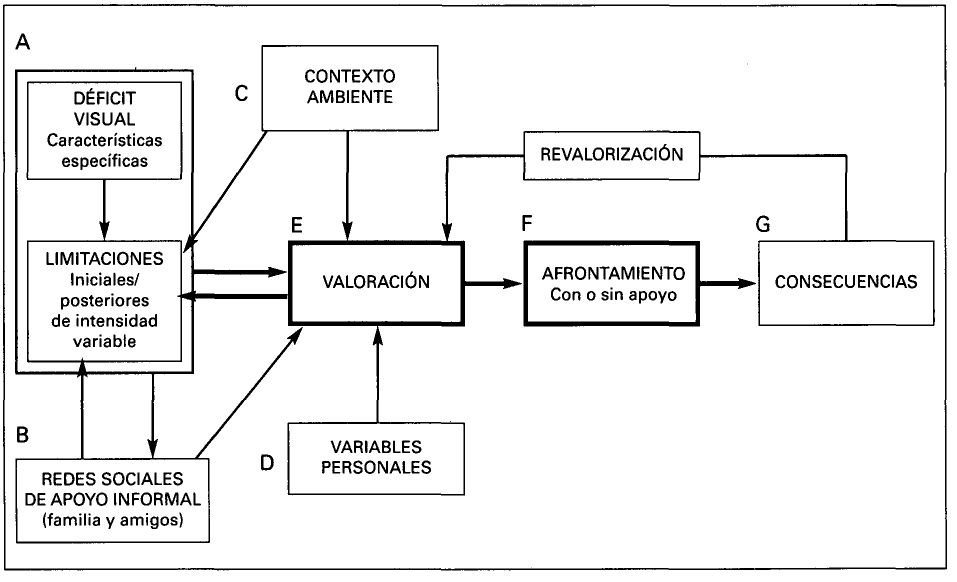 A
DÉFICIT
VISUAL
Características
específicas
LIMITACIONES
Iniciales/
posteriores
de intensidad
variable
B
REDES SOCIALES
DE APOYO INFORMAL
(familia y amigos)
C
CONTEXTO
AMBIENTE
D
VARIABLES
PERSONALES
E
VALORACIÓN
REVALORIZACIÓN
F
AFRONTAMIENTO
Con o sin apoyo
G
CONSECUENCIAS